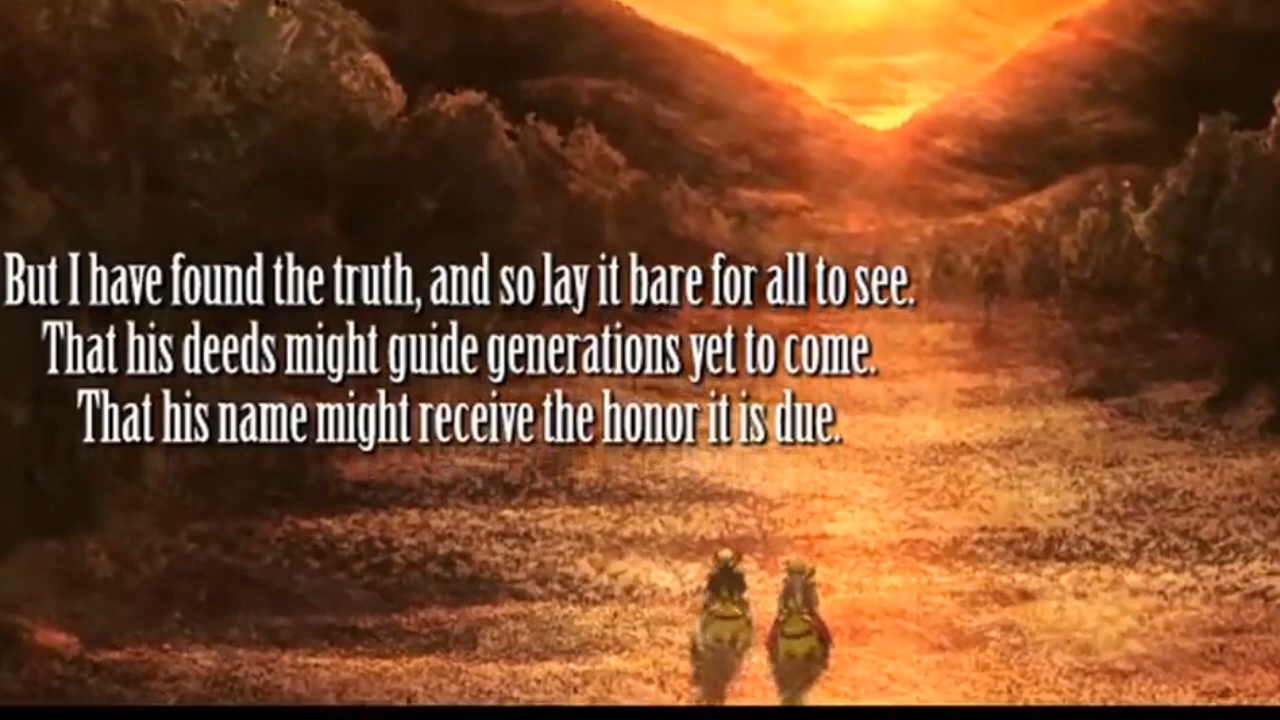 But I have found the truth, and so lay it bare for all to see.
That his deeds might guide generations yet to come.
That his name might receive the honor it is due.